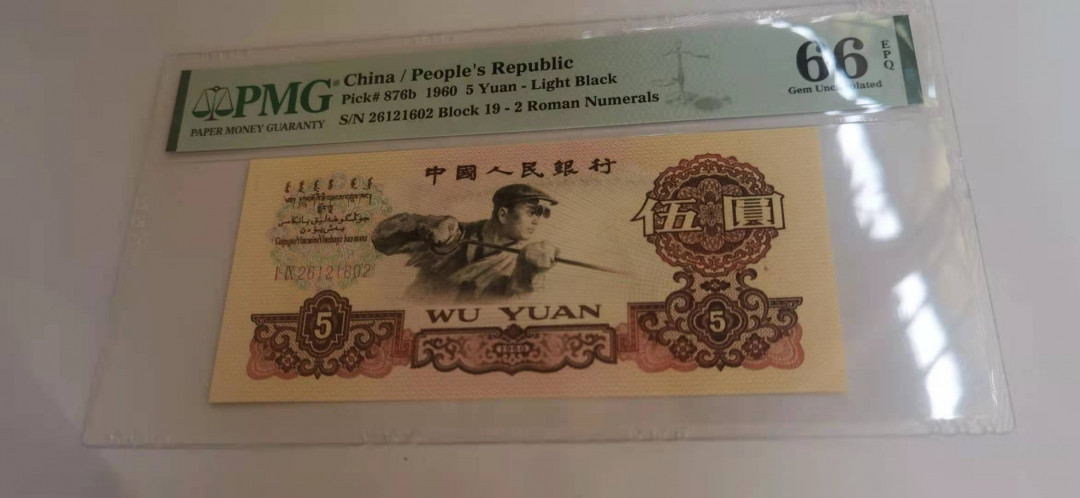 PMG
PAPER MONEY GUARANTY
China / People's Republic
Pick# 876b 1960 5 Yuan - Light Black
S/N 26121602 Block 19 - 2 Roman Numerals
66
EPQ
Gem Uncirculated
中國人民銀行
伍圓
26121602
WU YUAN
5
5